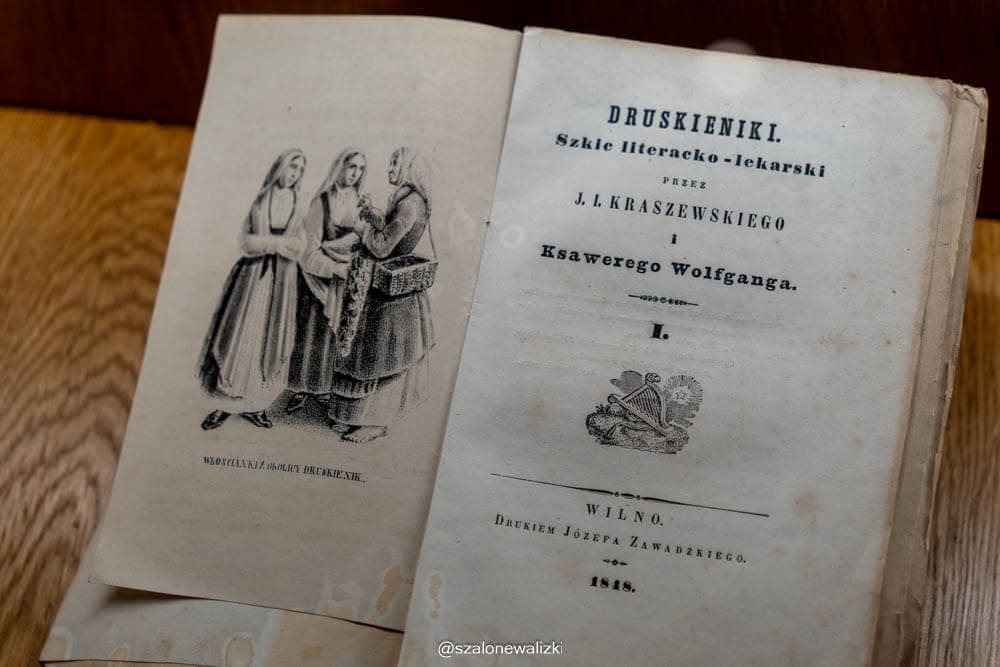 WŁOŚCIANKI Z OKOLICY DRUSKIENIK.
DRUSKIENIKI.
Szkic literacko-lekarski
PRZEZ
J. I. KRASZEWSKIEGO
i
Ksawerego Wolfganga.
I.
WILNO.
DRUKIEM JÓZEFA ZAWADZKIEGO.
1848.
@szalonewalizki